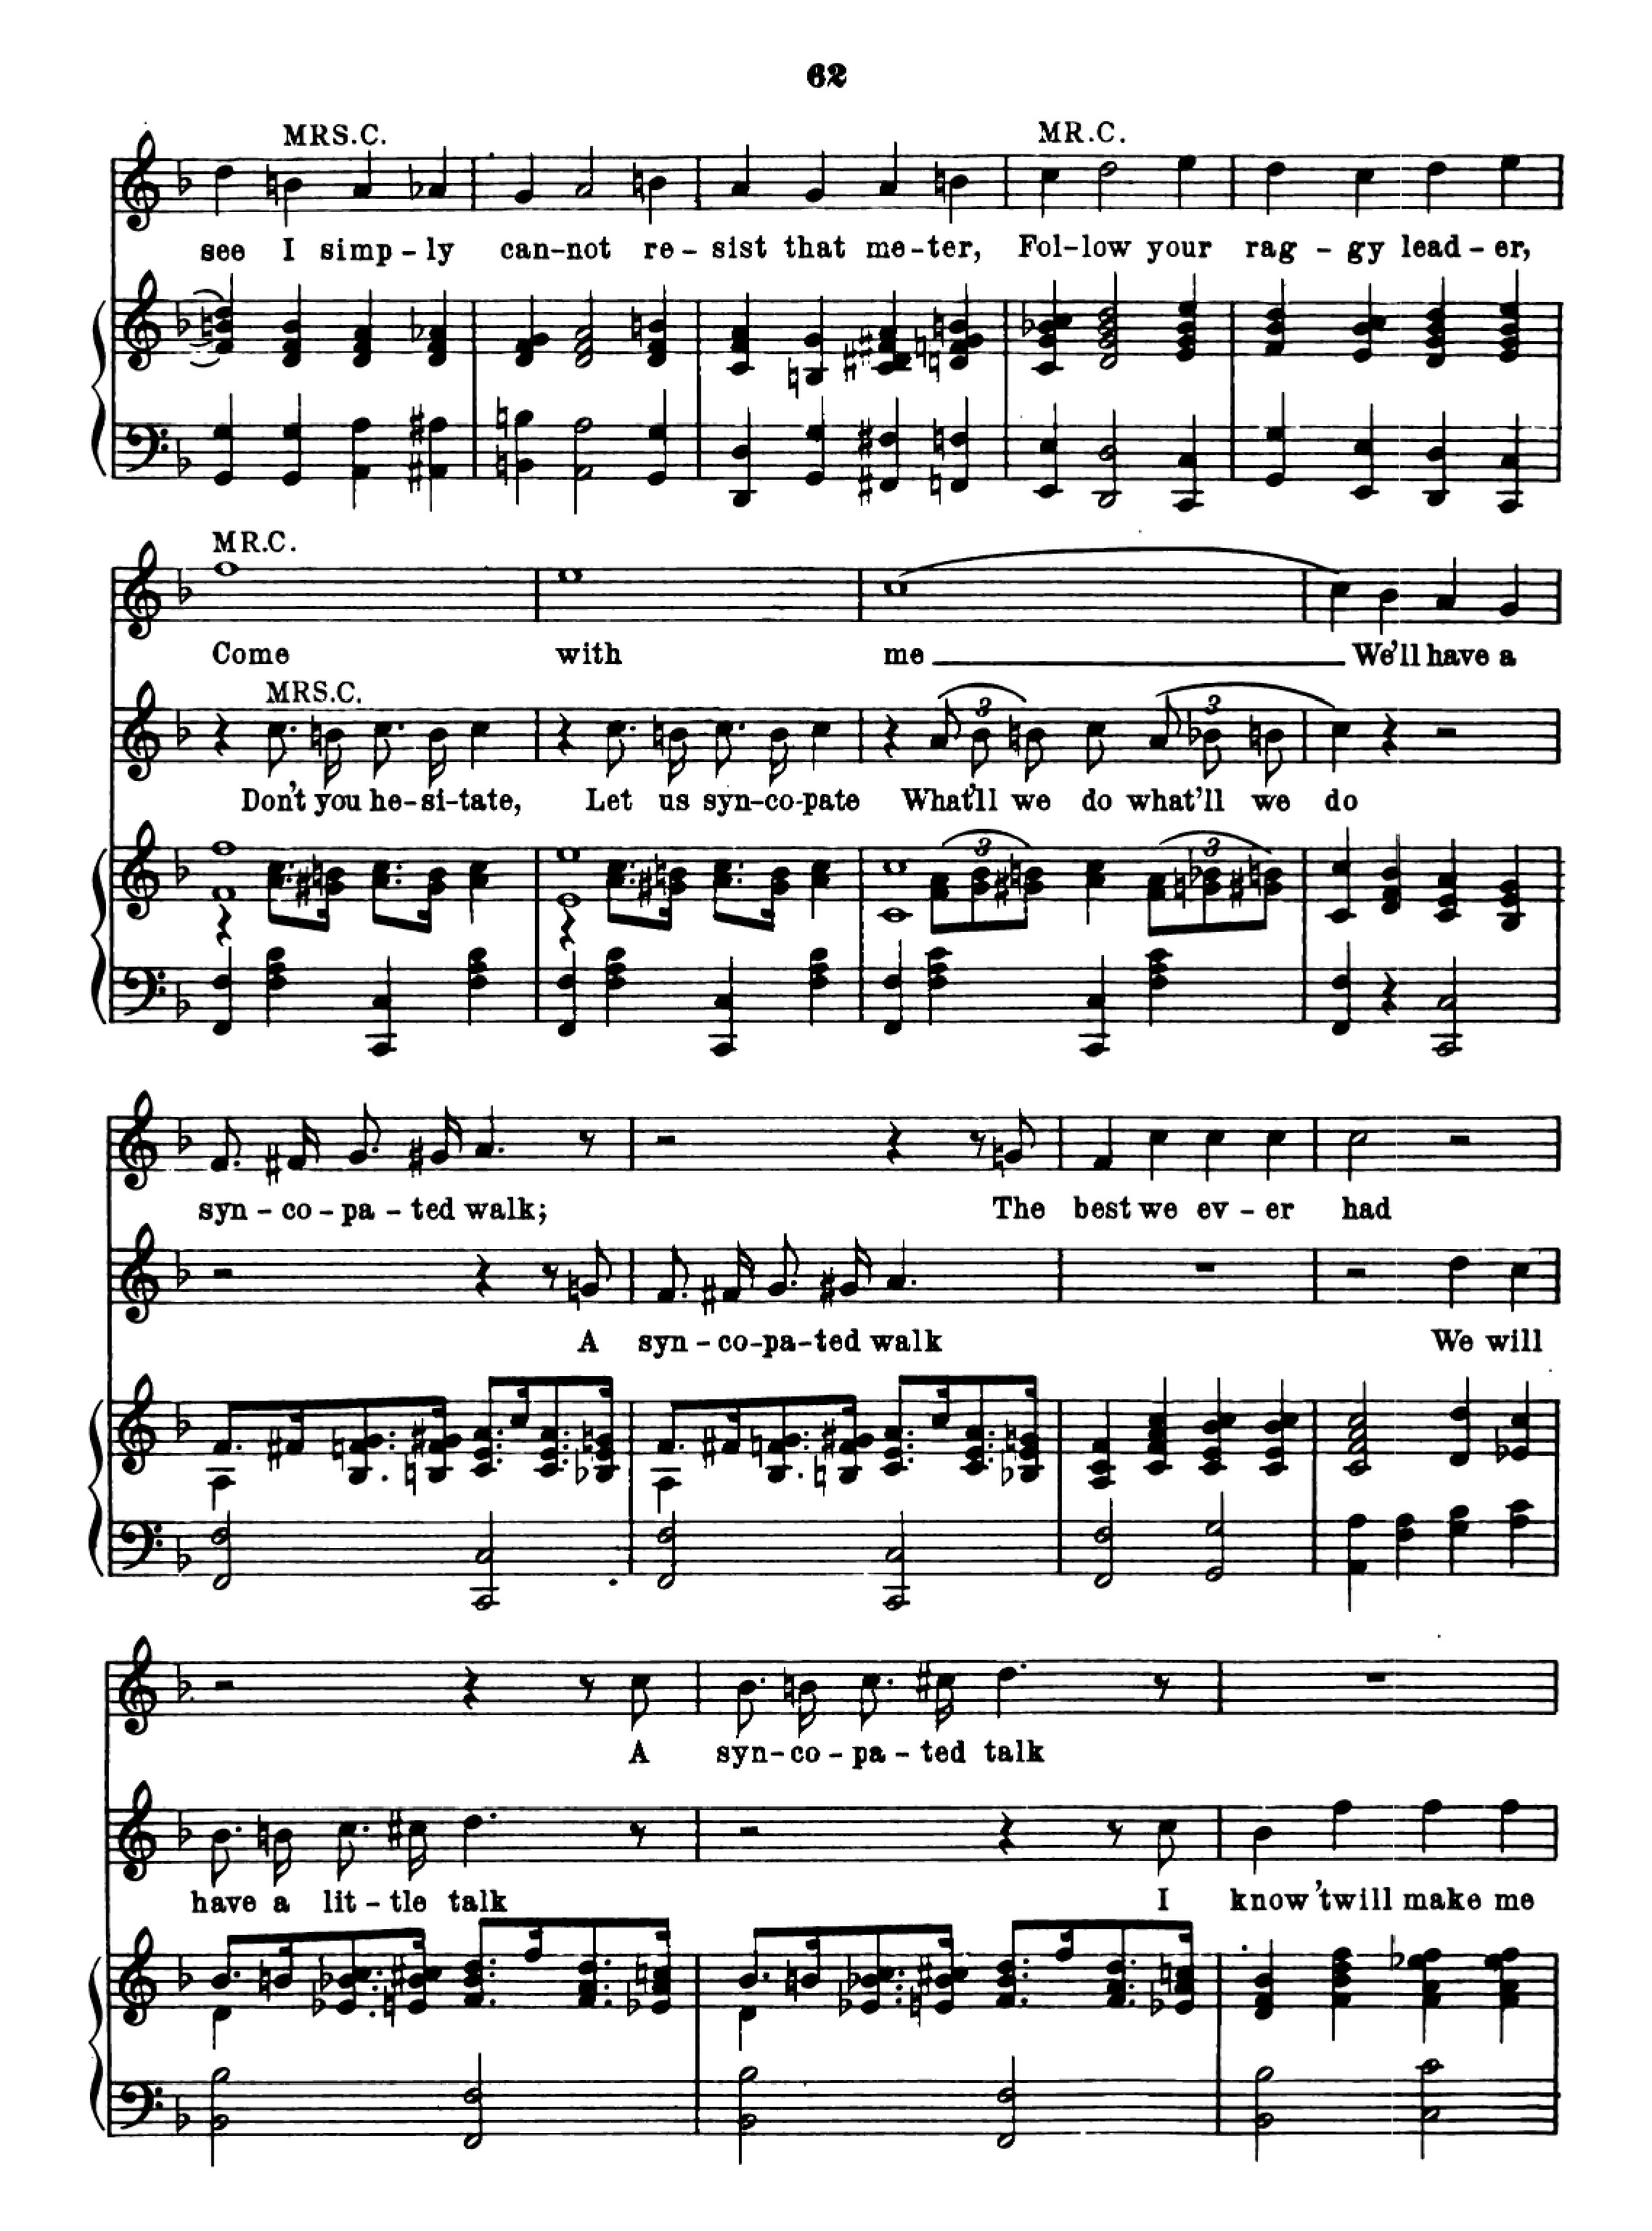 62
MRS.C. MR.C.
see I simp-ly can-not re-sist that me-ter, Fol-low your rag-gy lead-er,
MR.C.
Come with me We'll have a
MRS.C.
Don't you he-si-tate, Let us syn-co-pate What'll we do what'll we do
3 3
3 3
syn-co-pa-ted walk; The best we ev-er had
A syn-co-pa-ted walk We will
A syn-co-pa-ted talk
have a lit-tle talk I know 'twill make me